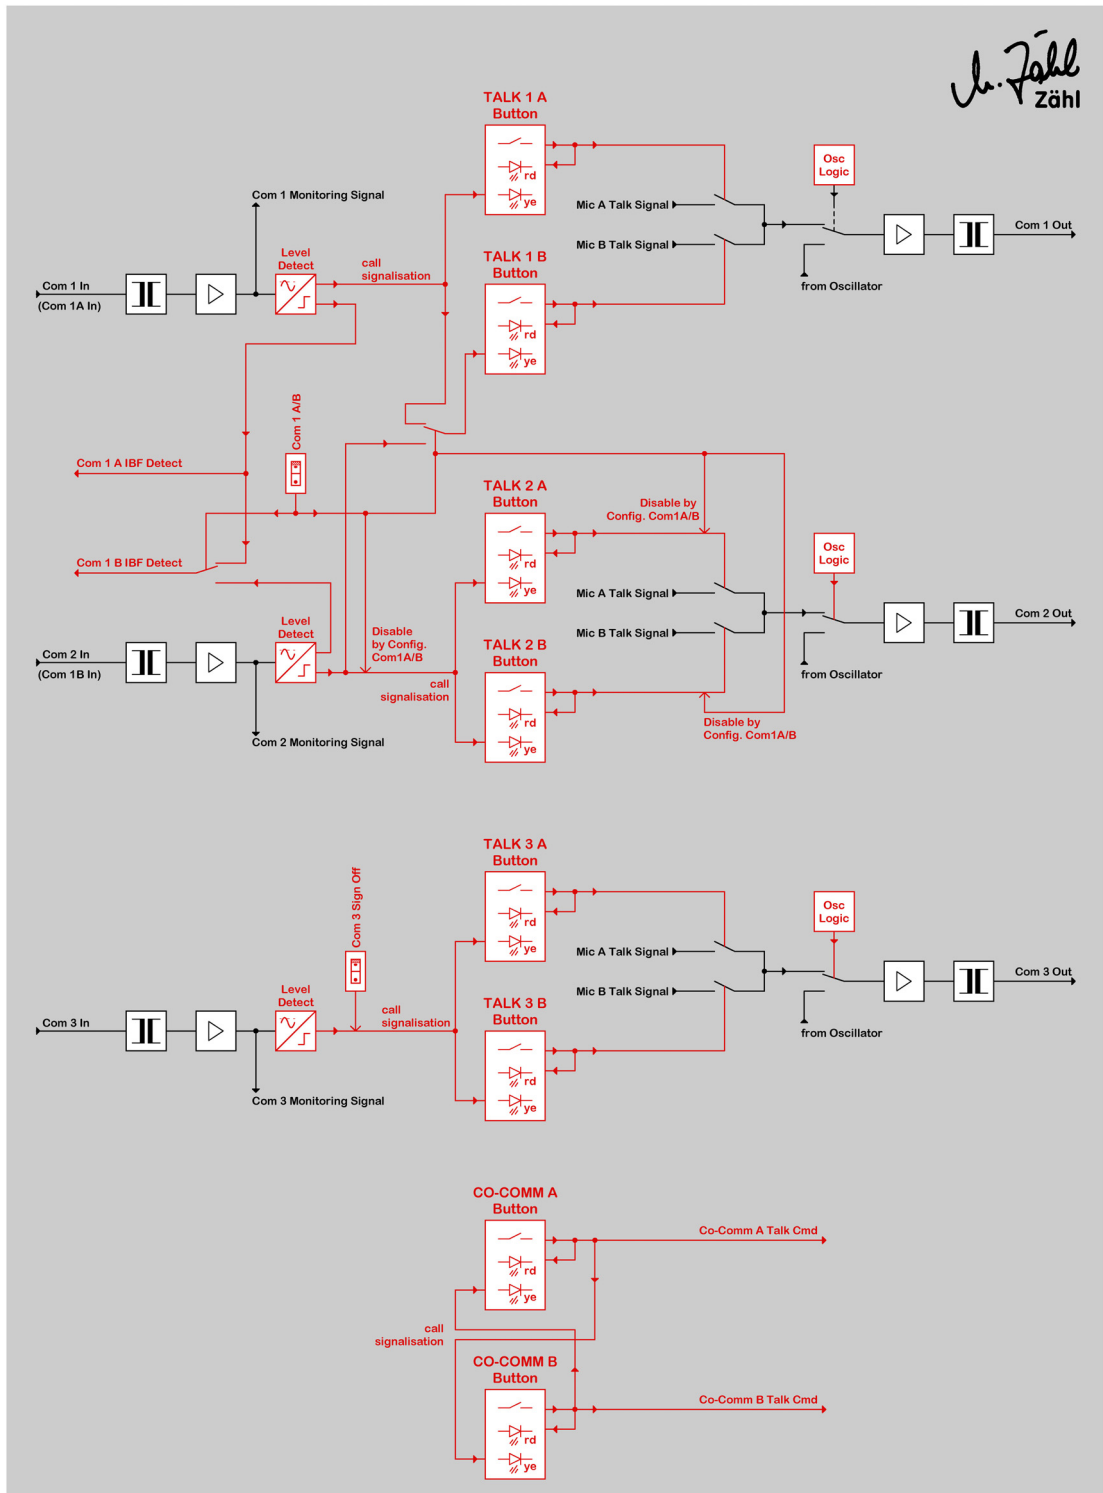 M. Zähl
Zähl
TALK 1 A
Button
rd
ye
Osc
Logic
Com 1 Monitoring Signal
Mic A Talk Signal
Com 1 Out
Mic B Talk Signal
Level
Detect
call
signalisation
TALK 1 B
Button
rd
ye
Com 1 In
(Com 1A In)
from Oscillator
Com 1 A/B
Com 1 A IBF Detect
TALK 2 A
Button
rd
ye
Disable by
Config. Com1A/B
Osc
Logic
Com 1 B IBF Detect
Mic A Talk Signal
Com 2 Out
Mic B Talk Signal
Level
Detect
Disable
by Config.
Com1A/B
TALK 2 B
Button
rd
ye
Com 2 In
(Com 1B In)
from Oscillator
call
signalisation
Disable by
Config. Com1A/B
Com 2 Monitoring Signal
TALK 3 A
Button
rd
ye
Com 3 Sign Off
Osc
Logic
Mic A Talk Signal
Com 3 Out
Mic B Talk Signal
Level
Detect
call
signalisation
TALK 3 B
Button
rd
ye
Com 3 In
from Oscillator
Com 3 Monitoring Signal
CO-COMM A
Button
rd
ye
Co-Comm A Talk Cmd
call
signalisation
CO-COMM B
Button
rd
ye
Co-Comm B Talk Cmd